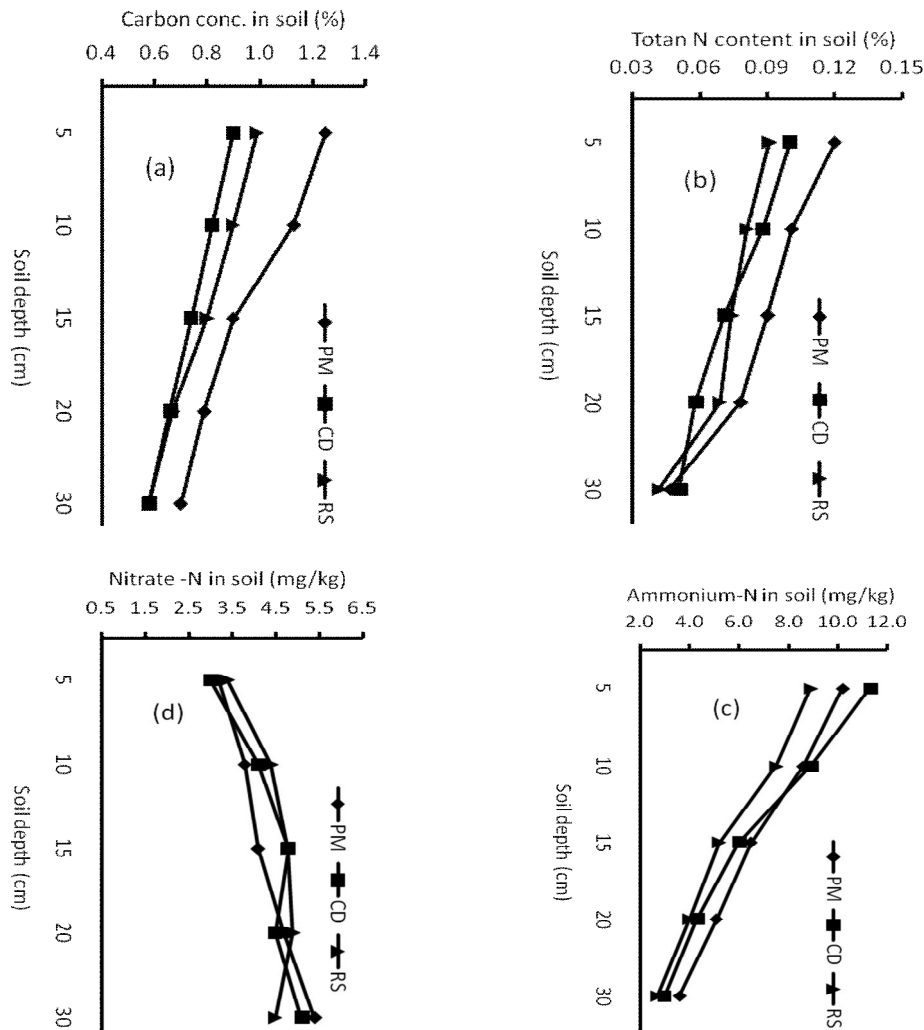 Carbon conc. in soil (%)
0.4 0.6 0.8 1.0 1.2 1.4
5
10
15
20
30
Soil depth (cm)
(a)
PM
CD
RS
Totan N content in soil (%)
0.03 0.06 0.09 0.12 0.15
5
10
15
20
30
Soil depth (cm)
(b)
PM
CD
RS
Nitrate -N in soil (mg/kg)
0.5 1.5 2.5 3.5 4.5 5.5 6.5
5
10
15
20
30
Soil depth (cm)
(d)
PM
CD
RS
Ammonium-N in soil (mg/kg)
2.0 4.0 6.0 8.0 10.0 12.0
5
10
15
20
30
Soil depth (cm)
(c)
PM
CD
RS